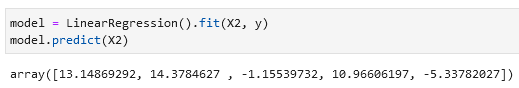 model = LinearRegression().fit(X2, y)
model.predict(X2)
array([13.14869292, 14.3784627 , -1.15539732, 10.96606197, -5.33782027])